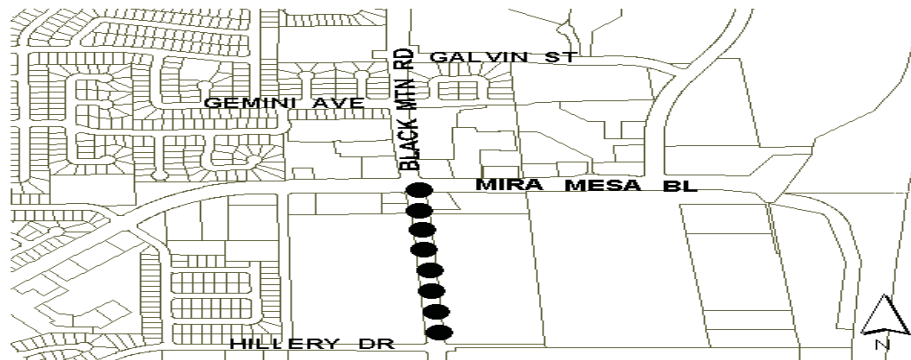 GALVIN ST
BLACK MTN RD
GEMINI AVE
MIRA MESA BL
HILLERY DR
N